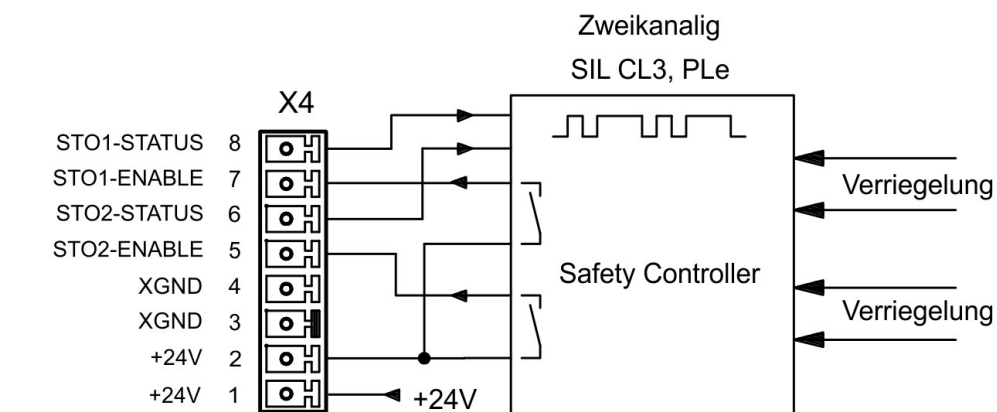 Zweikanalig
SIL CL3, PLe
X4
STO1-STATUS 8
STO1-ENABLE 7
STO2-STATUS 6
STO2-ENABLE 5
XGND 4
XGND 3
+24V 2
+24V 1
+24V
Safety Controller
Verriegelung
Verriegelung